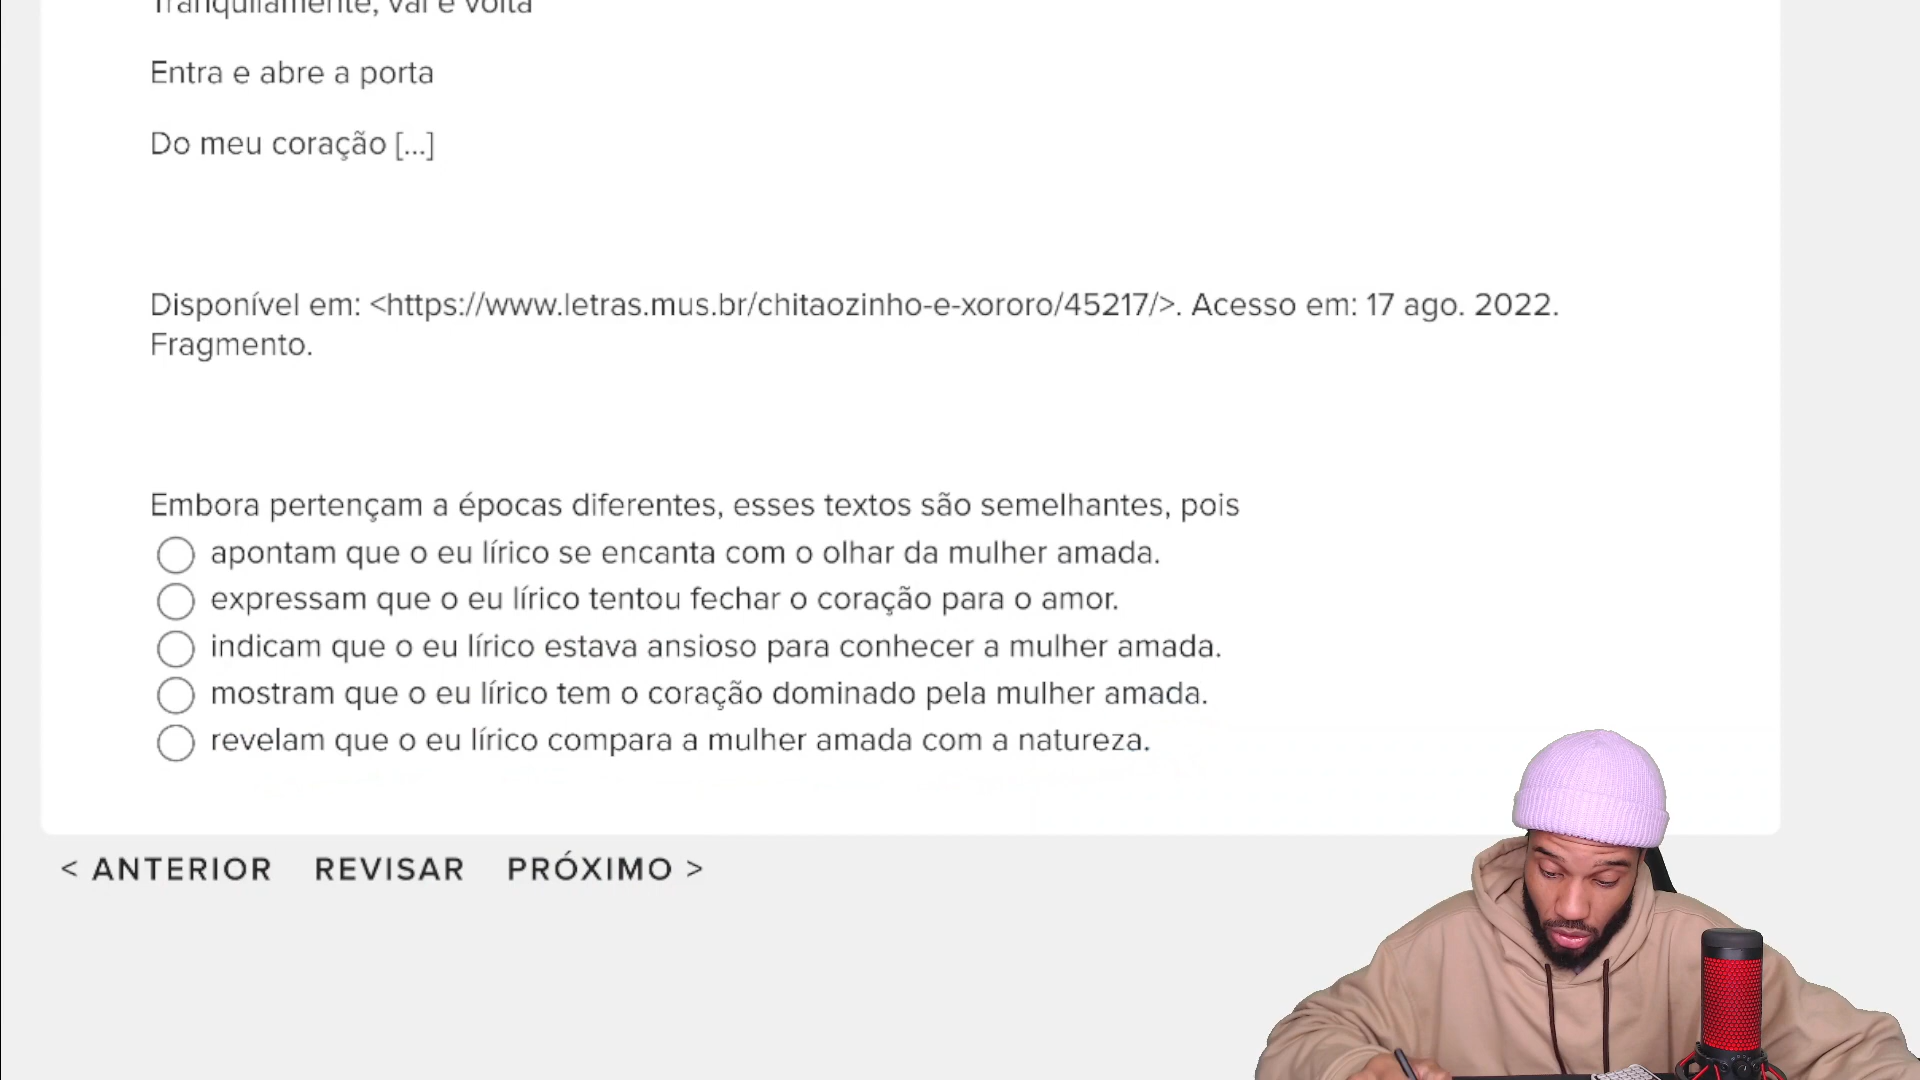 Tranquilamente, vai e volta
Entra e abre a porta
Do meu coração [...]
Disponível em: <https://www.letras.mus.br/chitaozinho-e-xororo/45217/>. Acesso em: 17 ago. 2022.
Fragmento.
Embora pertençam a épocas diferentes, esses textos são semelhantes, pois
apontam que o eu lírico se encanta com o olhar da mulher amada.
expressam que o eu lírico tentou fechar o coração para o amor.
indicam que o eu lírico estava ansioso para conhecer a mulher amada.
mostram que o eu lírico tem o coração dominado pela mulher amada.
revelam que o eu lírico compara a mulher amada com a natureza.
< ANTERIOR REVISAR PRÓXIMO >